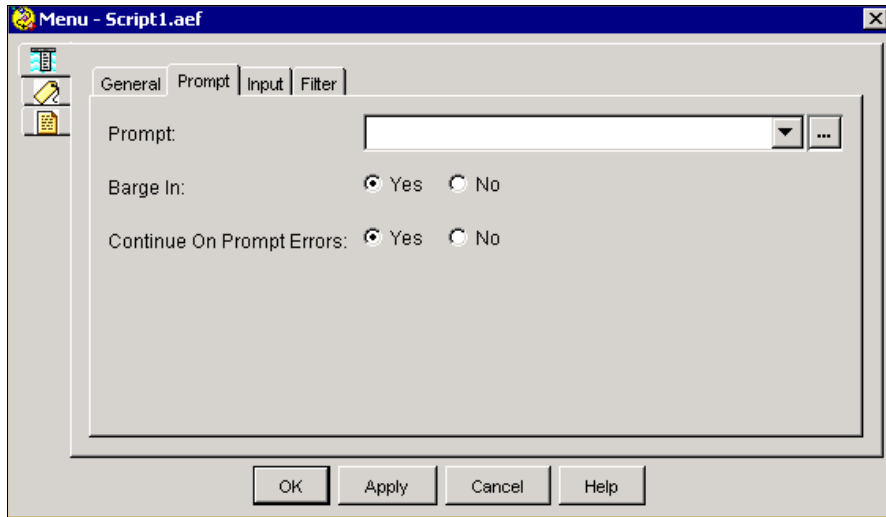 Menu - Script1.aef
General Prompt Input Filter
Prompt: ...
Barge In: Yes No
Continue On Prompt Errors: Yes No
OK Apply Cancel Help